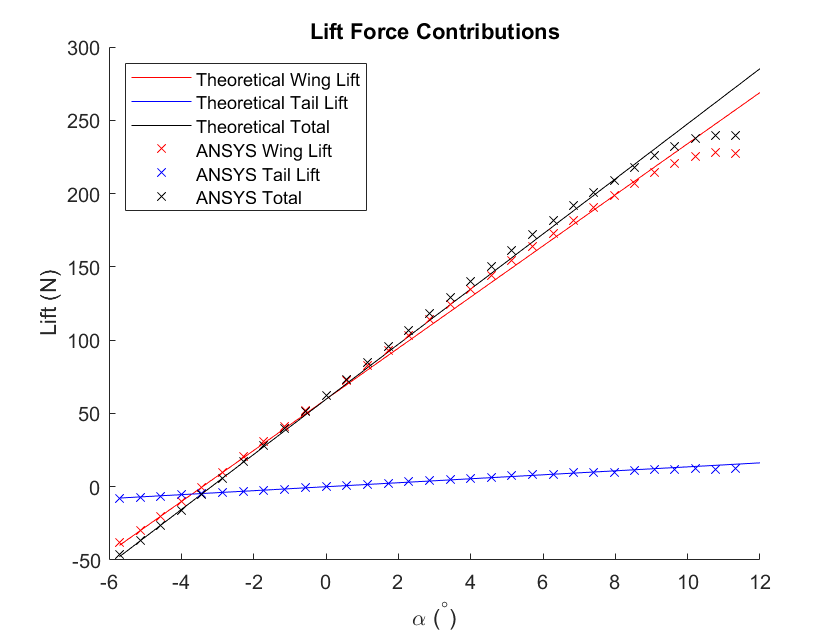 Lift Force Contributions
300
250
200
150
100
50
0
-50
Lift (N)
Theoretical Wing Lift
Theoretical Tail Lift
Theoretical Total
ANSYS Wing Lift
ANSYS Tail Lift
ANSYS Total
-6 -4 -2 0 2 4 6 8 10 12
α (°)